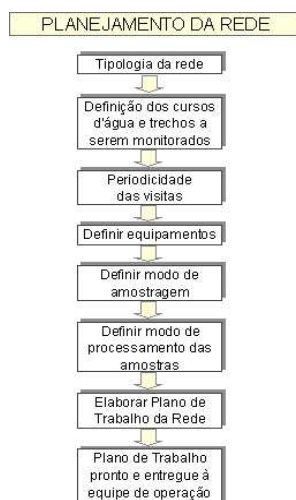 PLANEJAMENTO DA REDE
Tipologia da rede
Definição dos cursos
d'água e trechos a
serem monitorados
Periodicidade
das visitas
Definir equipamentos
Definir modo de
amostragem
Definir modo de
processamento das
amostras
Elaborar Plano de
Trabalho da Rede
Plano de Trabalho
pronto e entregue à
equipe de operação